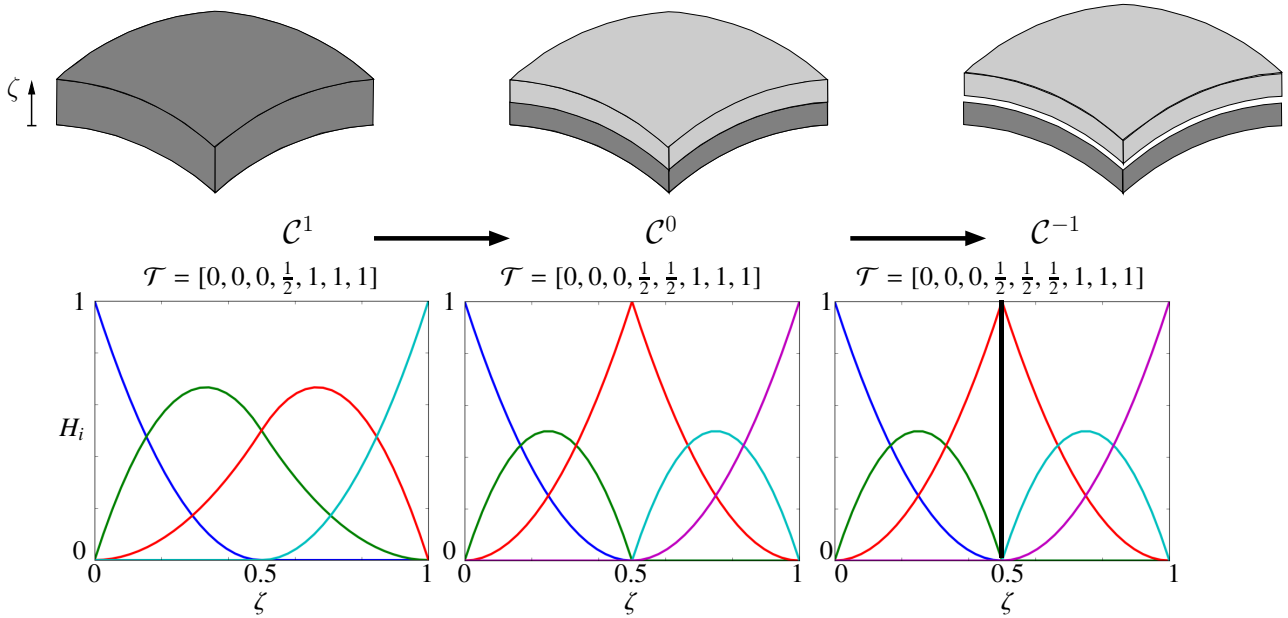 ζ
𝒞¹ 𝒞⁰ 𝒞⁻¹
𝒯 = [0, 0, 0, ½, 1, 1, 1] 𝒯 = [0, 0, 0, ½, ½, 1, 1, 1] 𝒯 = [0, 0, 0, ½, ½, ½, 1, 1, 1]
1 1 1
H_i
0 0 0
0 0.5 1 0 0.5 1 0 0.5 1
ζ ζ ζ